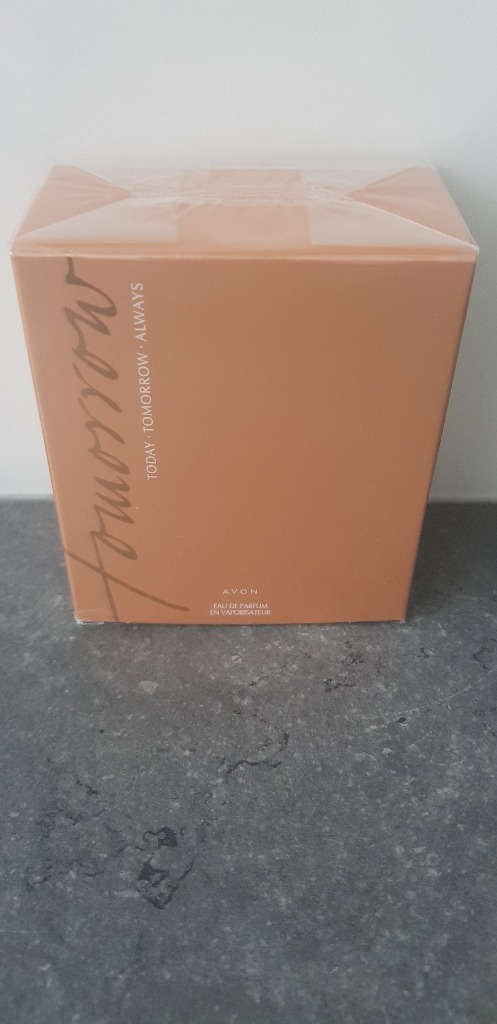 tomorrow
TODAY · TOMORROW · ALWAYS
AVON
EAU DE PARFUM
EN VAPORISATEUR